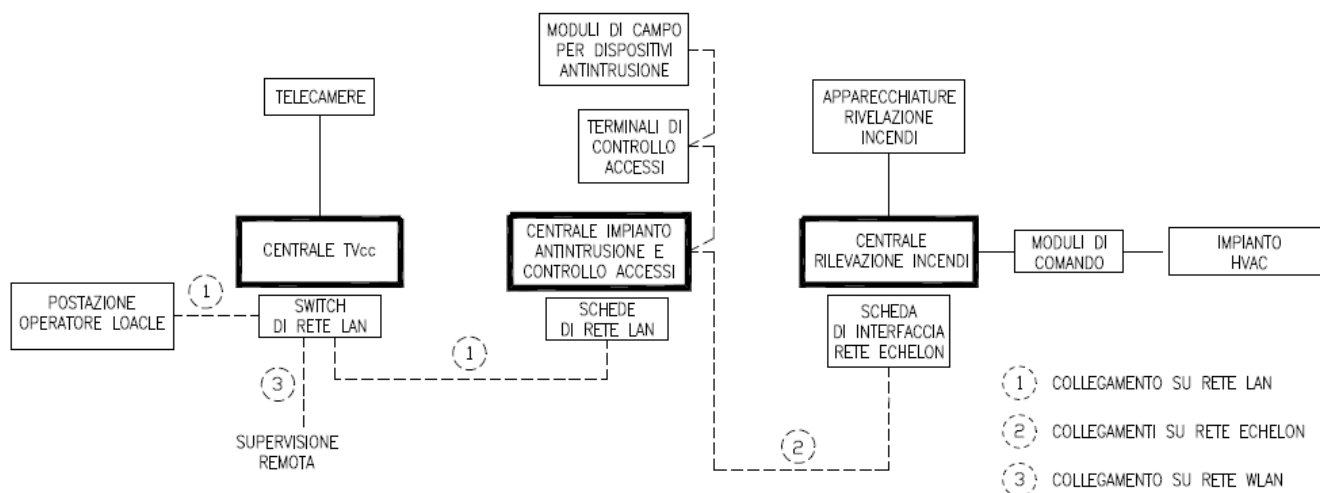 MODULI DI CAMPO
PER DISPOSITIVI
ANTINTRUSIONE
TELECAMERE
APPARECCHIATURE
RIVELAZIONE
INCENDI
TERMINALI DI
CONTROLLO
ACCESSI
CENTRALE TVcc
CENTRALE IMPIANTO
ANTINTRUSIONE E
CONTROLLO ACCESSI
CENTRALE
RILEVAZIONE INCENDI
MODULI DI
COMANDO
IMPIANTO
HVAC
POSTAZIONE
OPERATORE LOACLE
1
SWITCH
DI RETE LAN
SCHEDE
DI RETE LAN
SCHEDA
DI INTERFACCIA
RETE ECHELON
1
3
SUPERVISIONE
REMOTA
2
1 COLLEGAMENTO SU RETE LAN
2 COLLEGAMENTI SU RETE ECHELON
3 COLLEGAMENTO SU RETE WLAN